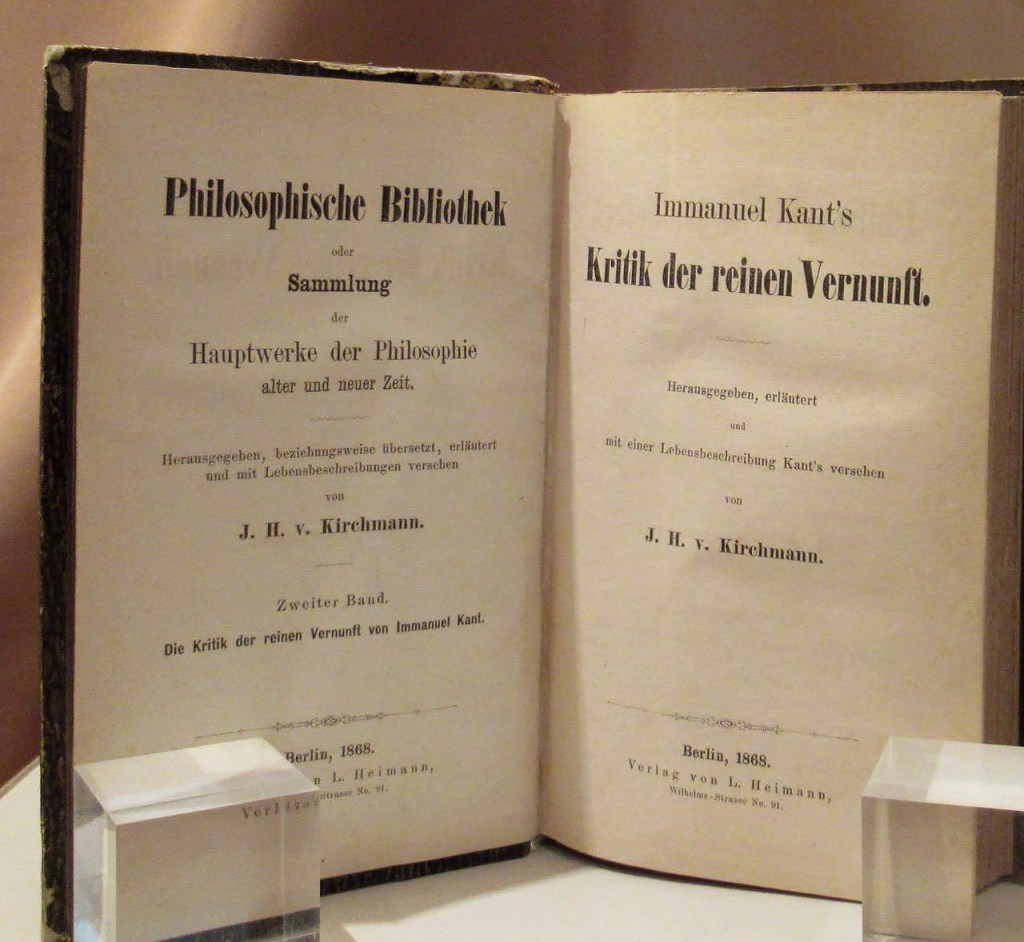 Philosophische Bibliothek
oder
Sammlung
der
Hauptwerke der Philosophie
alter und neuer Zeit.
Herausgegeben, beziehungsweise übersetzt, erläutert
und mit Lebensbeschreibungen versehen
von
J. H. v. Kirchmann.
Zweiter Band.
Die Kritik der reinen Vernunft von Immanuel Kant.
Berlin, 1868.
L. Heimann,
No. 91.
Immanuel Kant's
Kritik der reinen Vernunft.
Herausgegeben, erläutert
und
mit einer Lebensbeschreibung Kant's versehen
von
J. H. v. Kirchmann.
Berlin, 1868.
Verlag von L. Heimann,
Wilhelms-Strasse No. 91.